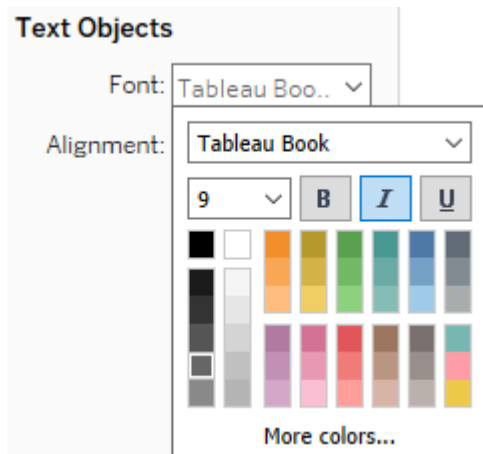 Text Objects
Font: Tableau Boo..
Alignment:
Tableau Book
9 B I U
More colors...